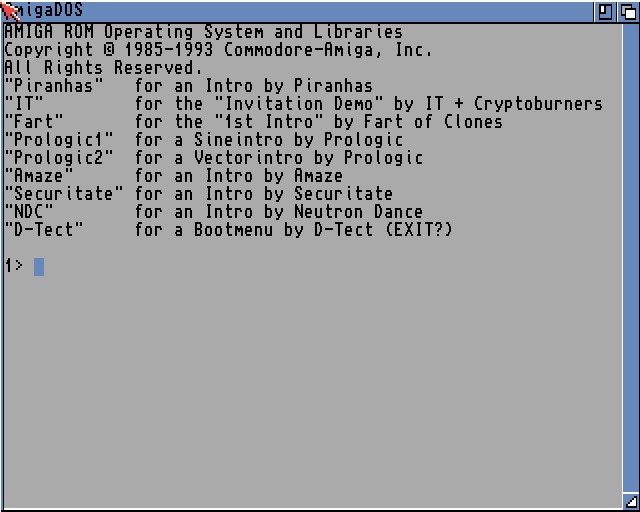 AmigaDOS
AMIGA ROM Operating System and Libraries
Copyright © 1985-1993 Commodore-Amiga, Inc.
All Rights Reserved.
"Piranhas"   for an Intro by Piranhas
"IT"         for the "Invitation Demo" by IT + Cryptoburners
"Fart"       for the "1st Intro" by Fart of Clones
"Prologic1"  for a Sineintro by Prologic
"Prologic2"  for a Vectorintro by Prologic
"Amaze"      for an Intro by Amaze
"Securitate" for an Intro by Securitate
"NDC"        for an Intro by Neutron Dance
"D-Tect"     for a Bootmenu by D-Tect (EXIT?)
1>